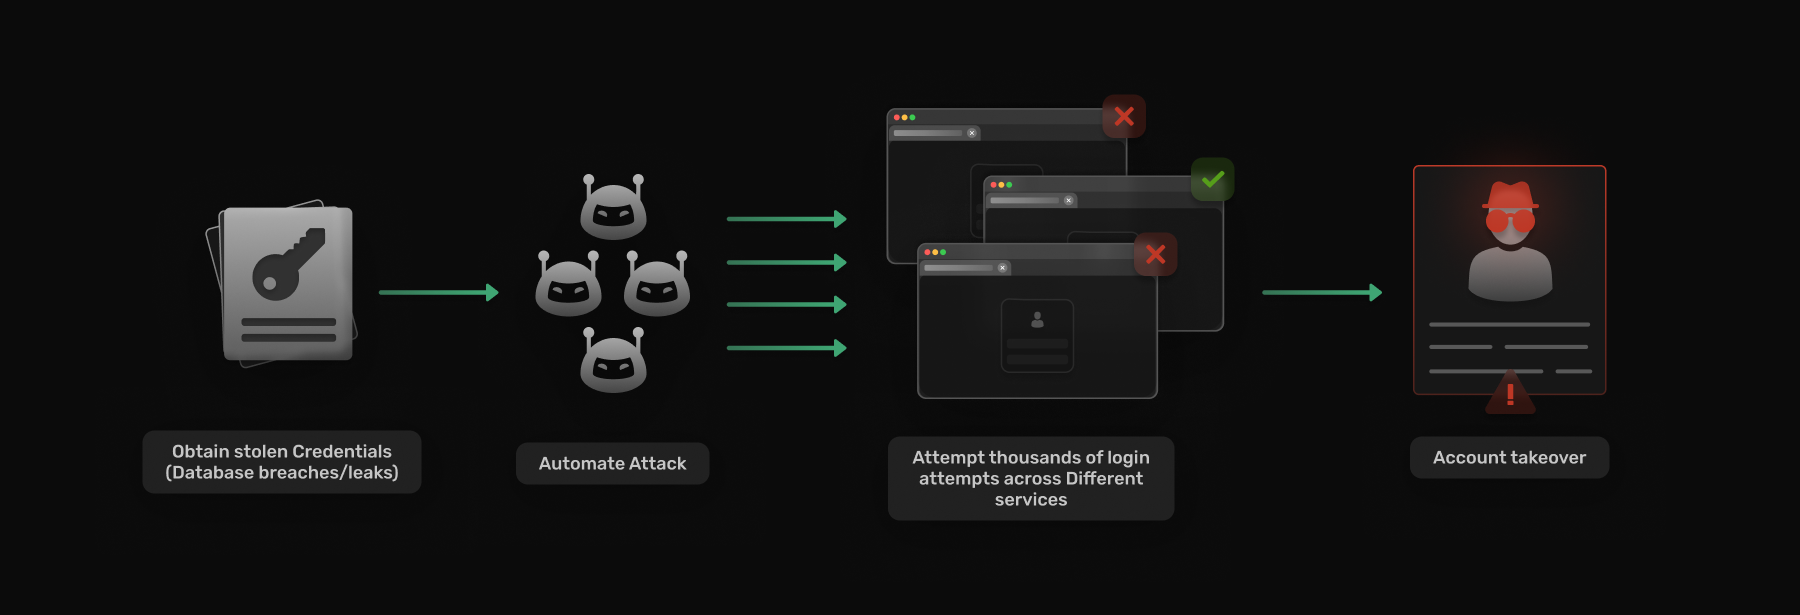 Obtain stolen Credentials
(Database breaches/leaks)
Automate Attack
Attempt thousands of login
attempts across Different
services
Account takeover